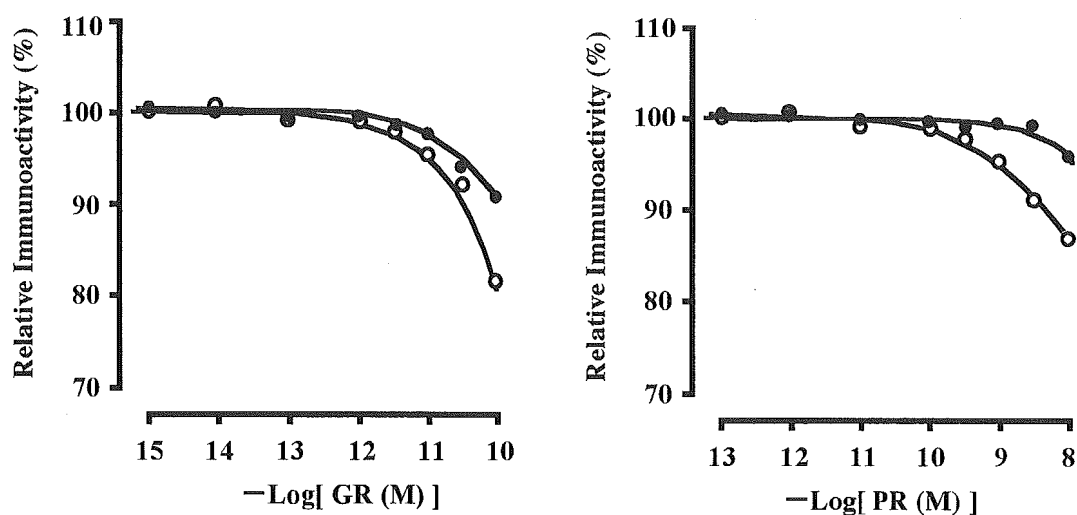 Relative Immunoactivity (%)
110
100
90
80
70
15 14 13 12 11 10
—Log[ GR (M) ]
Relative Immunoactivity (%)
110
100
90
80
70
13 12 11 10 9 8
—Log[ PR (M) ]